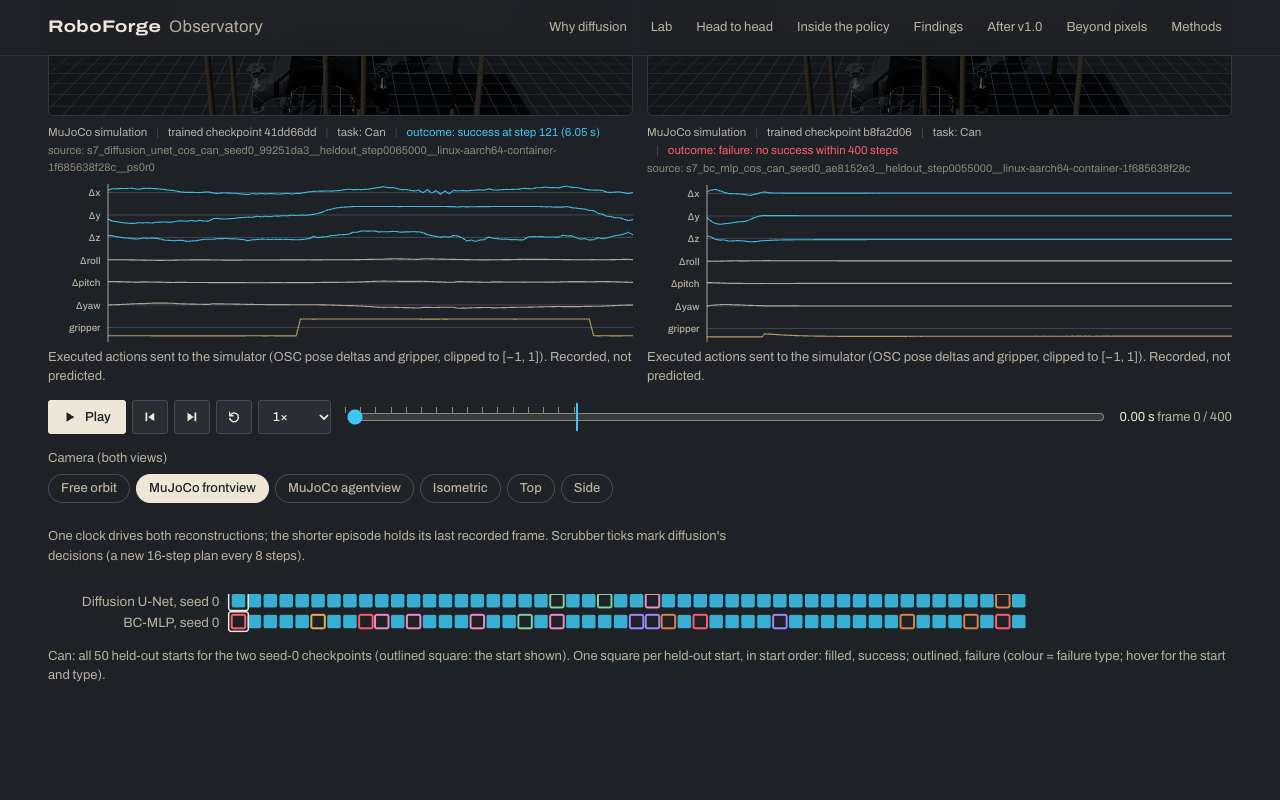 RoboForge Observatory
Why diffusion Lab Head to head Inside the policy Findings After v1.0 Beyond pixels Methods
MuJoCo simulation | trained checkpoint 41dd66dd | task: Can | outcome: success at step 121 (6.05 s)
source: s7_diffusion_unet_cos_can_seed0_99251da3__heldout_step0065000__linux-aarch64-container-
1f685638f28c__ps0r0
Δx
Δy
Δz
Δroll
Δpitch
Δyaw
gripper
Executed actions sent to the simulator (OSC pose deltas and gripper, clipped to [−1, 1]). Recorded, not
predicted.
MuJoCo simulation | trained checkpoint b8fa2d06 | task: Can
| outcome: failure: no success within 400 steps
source: s7_bc_mlp_cos_can_seed0_ae8152e3__heldout_step0055000__linux-aarch64-container-1f685638f28c
Δx
Δy
Δz
Δroll
Δpitch
Δyaw
gripper
Executed actions sent to the simulator (OSC pose deltas and gripper, clipped to [−1, 1]). Recorded, not
predicted.
Play 1× 0.00 s frame 0 / 400
Camera (both views)
Free orbit MuJoCo frontview MuJoCo agentview Isometric Top Side
One clock drives both reconstructions; the shorter episode holds its last recorded frame. Scrubber ticks mark diffusion's
decisions (a new 16-step plan every 8 steps).
Diffusion U-Net, seed 0
BC-MLP, seed 0
Can: all 50 held-out starts for the two seed-0 checkpoints (outlined square: the start shown). One square per held-out start, in start order: filled, success; outlined, failure (colour = failure type; hover for the start
and type).